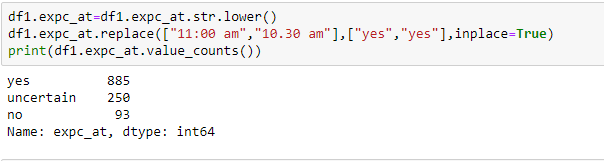 df1.expc_at=df1.expc_at.str.lower()
df1.expc_at.replace(["11:00 am","10.30 am"],["yes","yes"],inplace=True)
print(df1.expc_at.value_counts())
yes          885
uncertain    250
no            93
Name: expc_at, dtype: int64